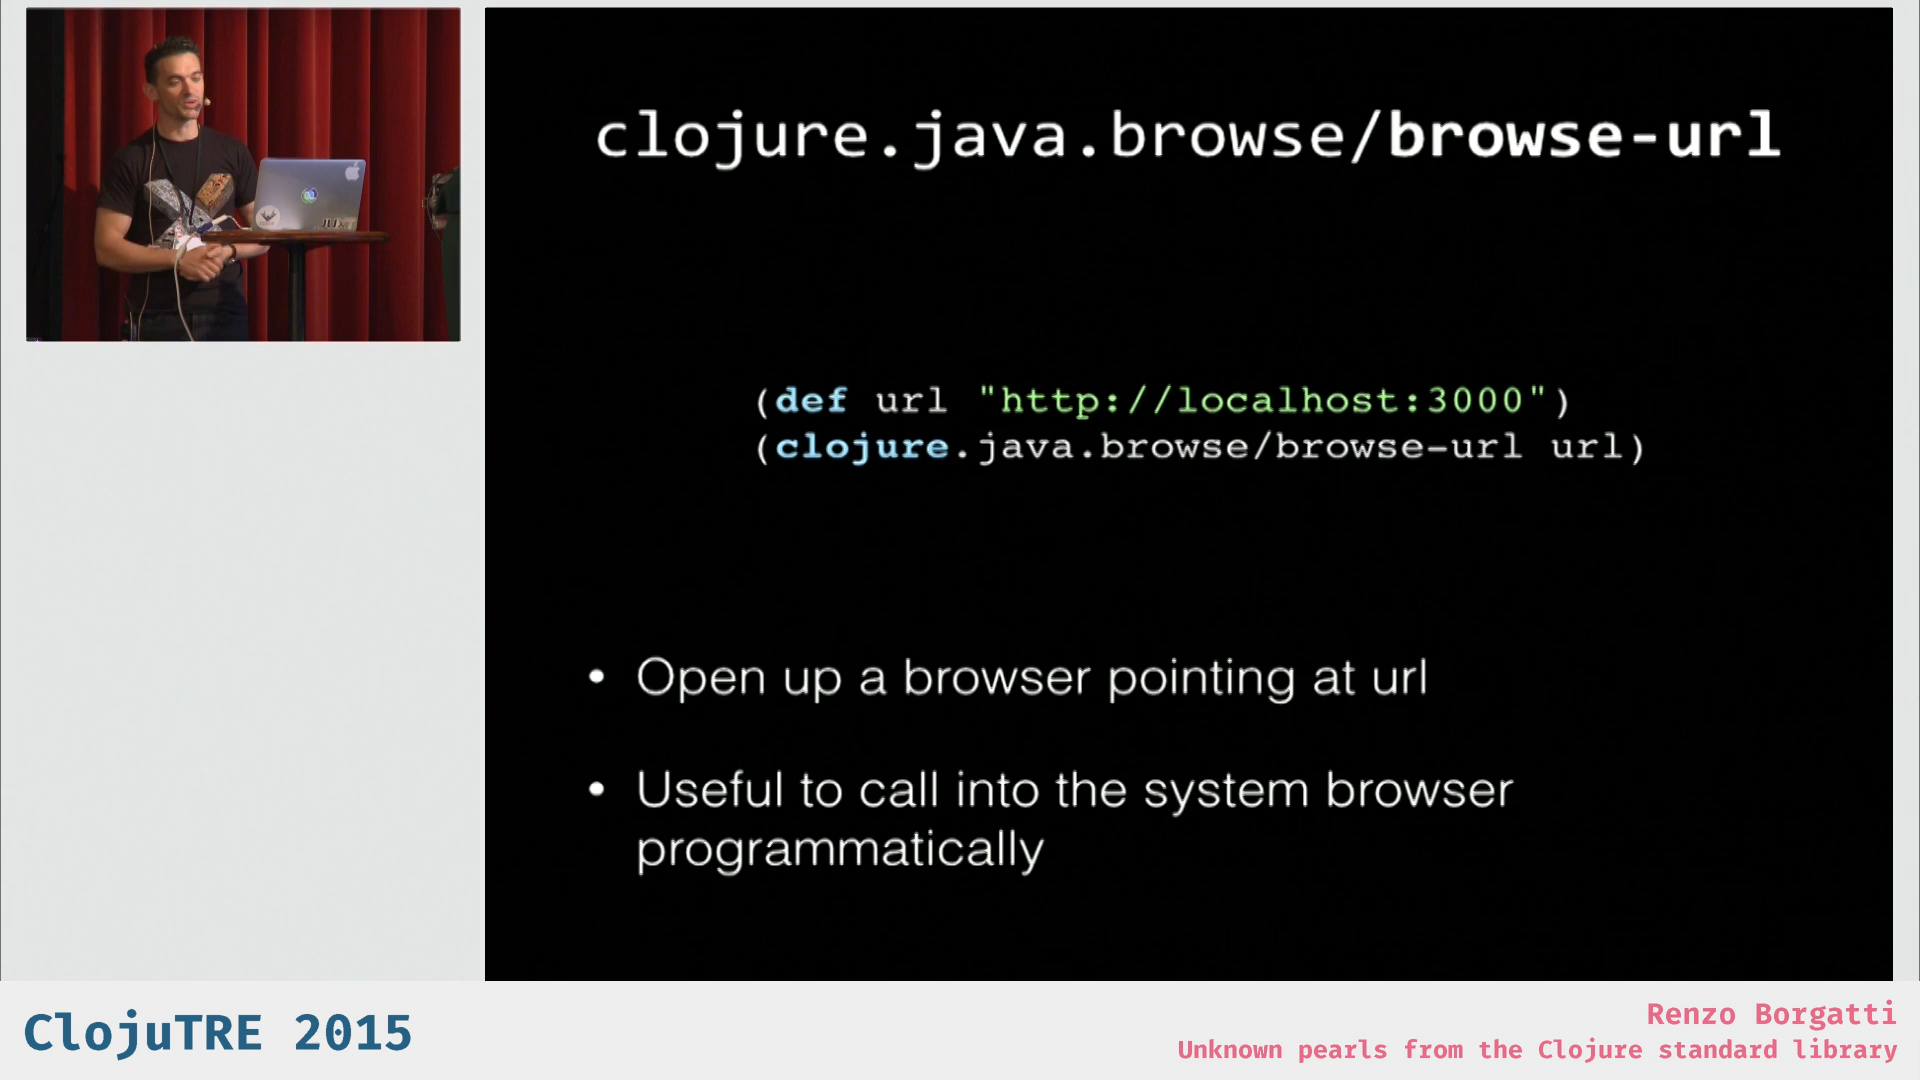 clojure.java.browse/browse-url
(def url "http://localhost:3000")
(clojure.java.browse/browse-url url)
• Open up a browser pointing at url
• Useful to call into the system browser
programmatically
ClojuTRE 2015
Renzo Borgatti
Unknown pearls from the Clojure standard library